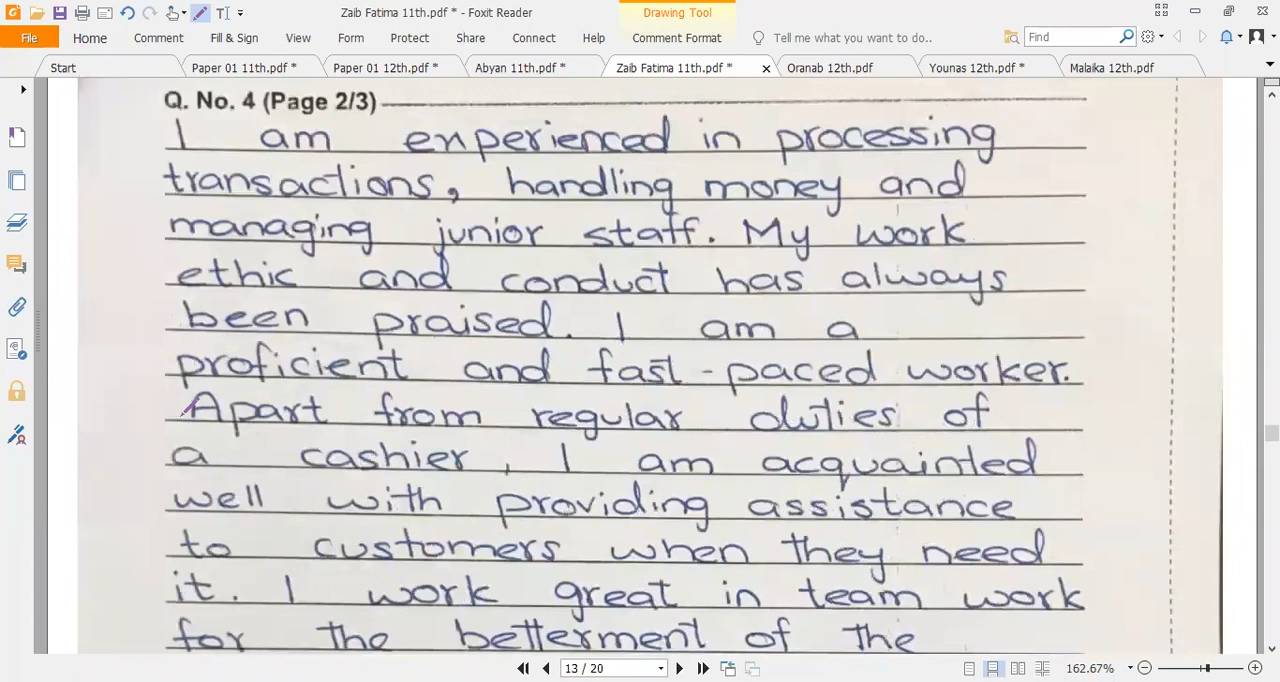 Zaib Fatima 11th.pdf * - Foxit Reader
Drawing Tool
File Home Comment Fill & Sign View Form Protect Share Connect Help Comment Format Tell me what you want to do.. Find
Start Paper 01 11th.pdf * Paper 01 12th.pdf * Abyan 11th.pdf * Zaib Fatima 11th.pdf * Oranab 12th.pdf Younas 12th.pdf * Malaika 12th.pdf
Q. No. 4 (Page 2/3)
I am experienced in processing
transactions, handling money and
managing junior staff. My work
ethic and conduct has always
been praised. I am a
proficient and fast-paced worker.
Apart from regular duties of
a cashier, I am acquainted
well with providing assistance
to customers when they need
it. I work great in team work
for the betterment of the
13 / 20 162.67%